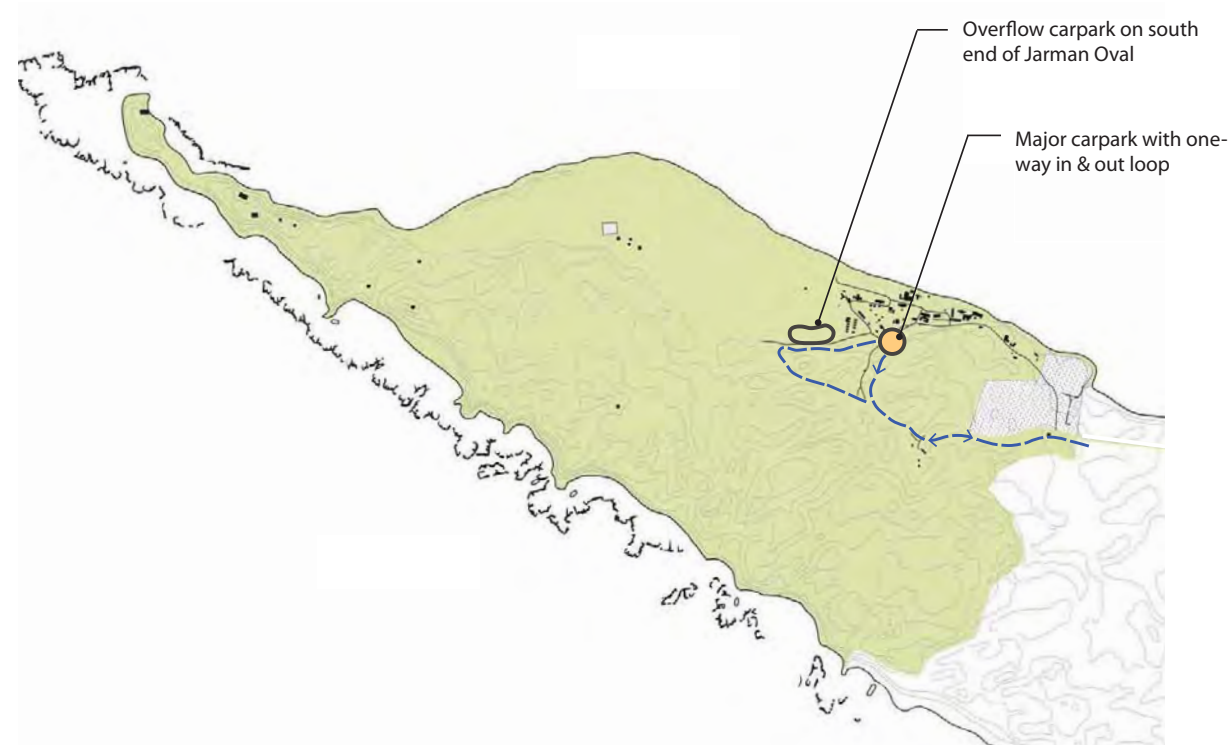 Overflow carpark on south
end of Jarman Oval
Major carpark with one-
way in & out loop